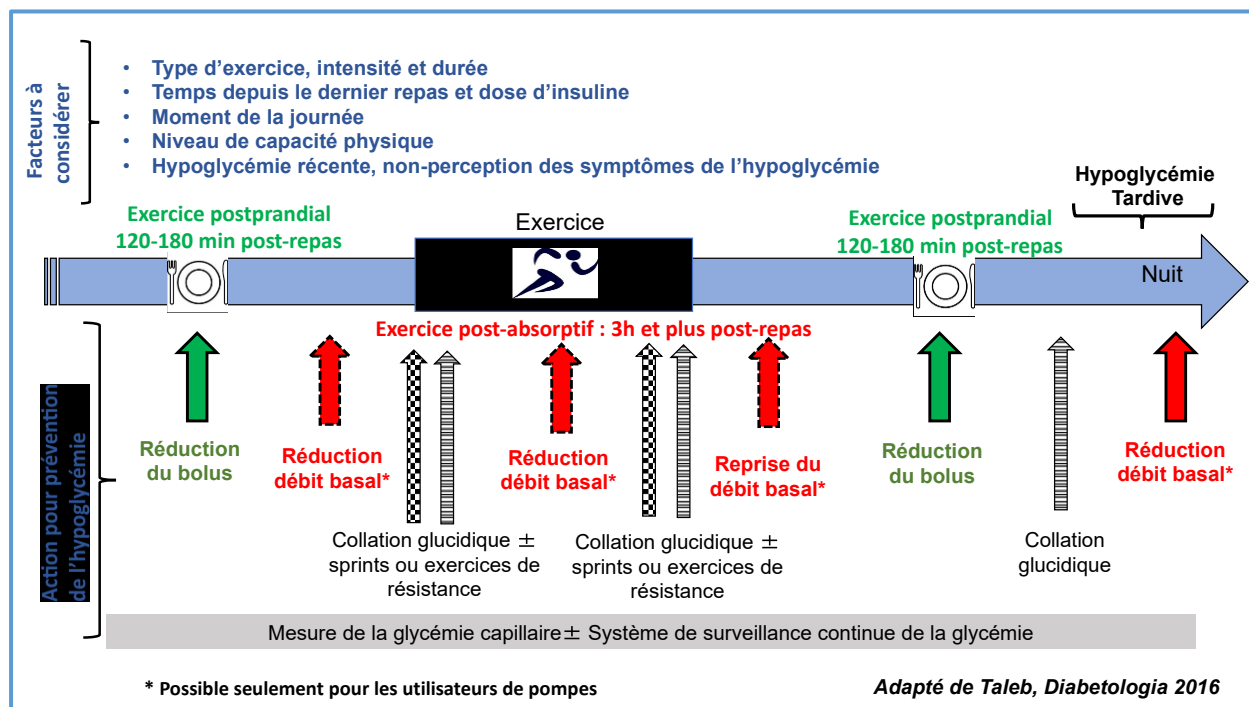 Facteurs à
considérer
• Type d’exercice, intensité et durée
• Temps depuis le dernier repas et dose d’insuline
• Moment de la journée
• Niveau de capacité physique
• Hypoglycémie récente, non-perception des symptômes de l’hypoglycémie
Hypoglycémie
Tardive
Exercice postprandial
120-180 min post-repas
Exercice
Exercice postprandial
120-180 min post-repas
Nuit
Exercice post-absorptif : 3h et plus post-repas
Action pour prévention
de l’hypoglycémie
Réduction
du bolus
Réduction
débit basal*
Réduction
débit basal*
Reprise du
débit basal*
Réduction
du bolus
Réduction
débit basal*
Collation glucidique ±
sprints ou exercices de
résistance
Collation glucidique ±
sprints ou exercices de
résistance
Collation
glucidique
Mesure de la glycémie capillaire ± Système de surveillance continue de la glycémie
* Possible seulement pour les utilisateurs de pompes
Adapté de Taleb, Diabetologia 2016